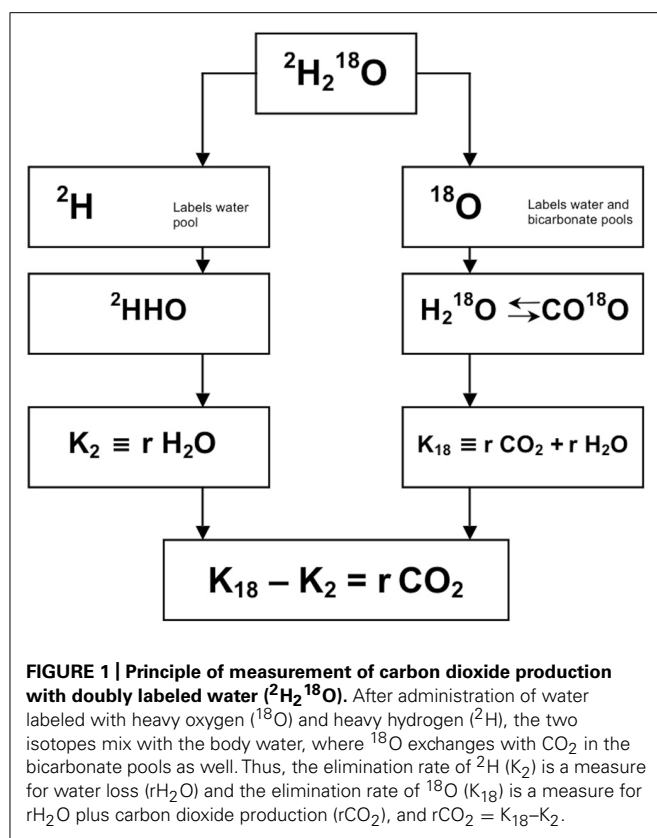 ²H₂¹⁸O
²H
Labels water
pool
¹⁸O
Labels water and
bicarbonate pools
²HHO
H₂¹⁸O ⇄ CO¹⁸O
K₂ ≡ r H₂O
K₁₈ ≡ r CO₂ + r H₂O
K₁₈ – K₂ = r CO₂
FIGURE 1 | Principle of measurement of carbon dioxide production
with doubly labeled water (²H₂¹⁸O). After administration of water
labeled with heavy oxygen (¹⁸O) and heavy hydrogen (²H), the two
isotopes mix with the body water, where ¹⁸O exchanges with CO₂ in the
bicarbonate pools as well. Thus, the elimination rate of ²H (K₂) is a measure
for water loss (rH₂O) and the elimination rate of ¹⁸O (K₁₈) is a measure for
rH₂O plus carbon dioxide production (rCO₂), and rCO₂ = K₁₈–K₂.